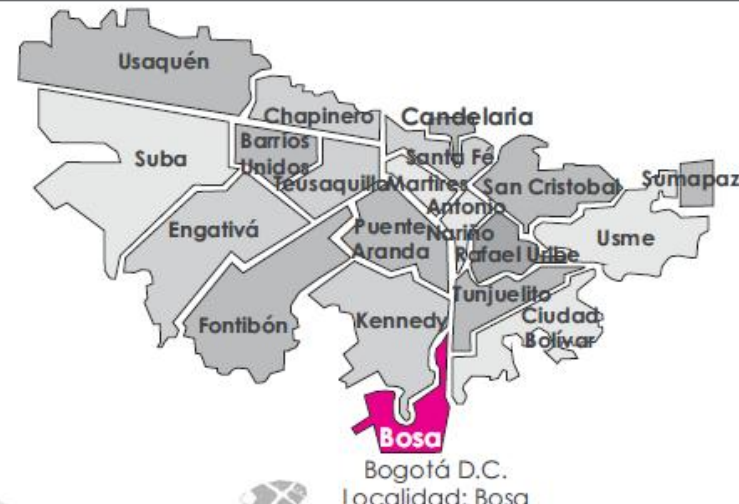 Usaquén
Chapinero
Candelaria
Barrios
Unidos
Suba
Santa Fé
Teusaquilla
Martires
San Cristobal
Sumapaz
Antonio
Nariño
Engativá
Puente
Aranda
Usme
Rafael Uribe
Tunjuelito
Fontibón
Kennedy
Ciudad
Bolívar
Bosa
Bogotá D.C.
Localidad: Bosa